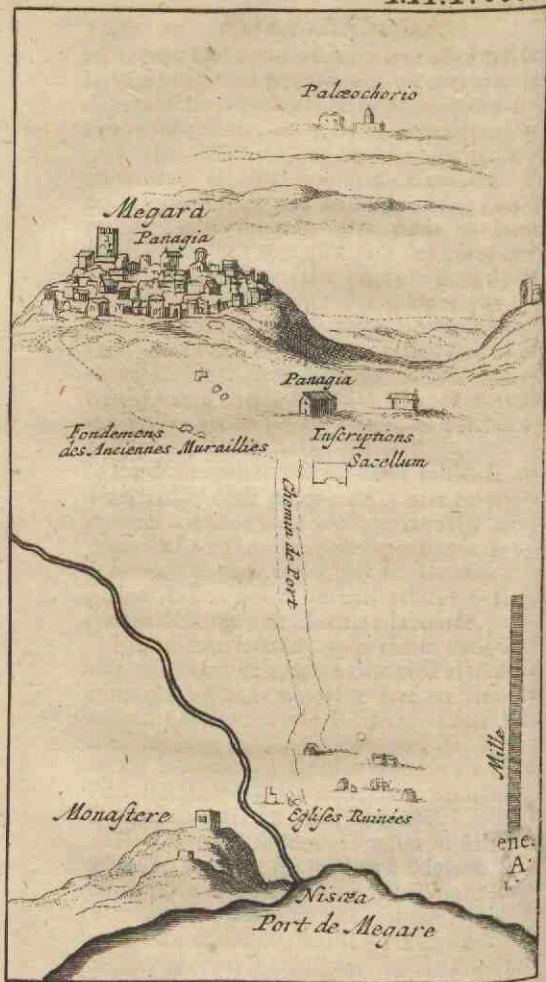 Palæochorio
Megara
Panagia
Panagia
Fondemens
des Anciennes Muraillies
Inscriptions
Sacellum
Chemin de Port
Mille
Monastere
Eglises Ruinées
ene.
A.
Nisæa
Port de Megare